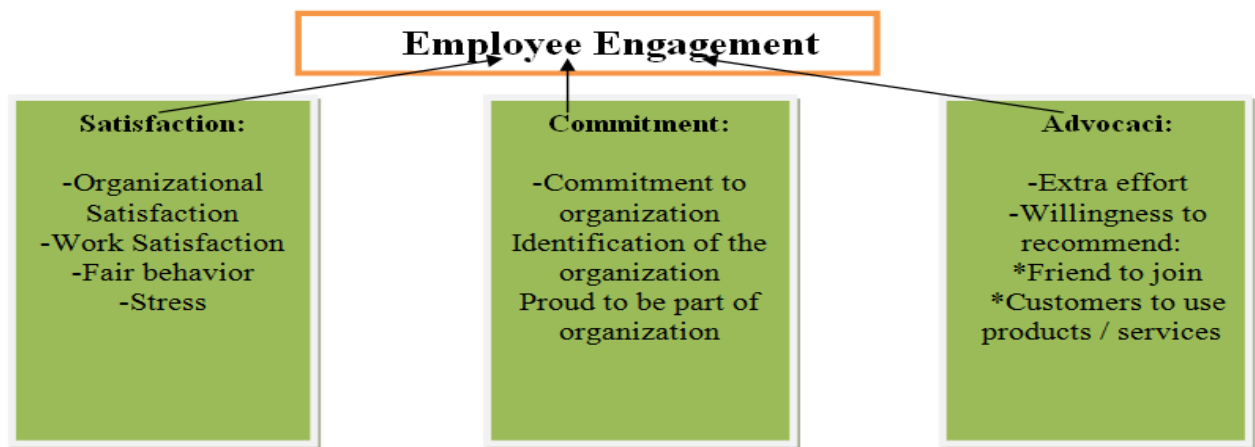 Employee Engagement
Satisfaction:
-Organizational
Satisfaction
-Work Satisfaction
-Fair behavior
-Stress
Commitment:
-Commitment to
organization
Identification of the
organization
Proud to be part of
organization
Advocaci:
-Extra effort
-Willingness to
recommend:
*Friend to join
*Customers to use
products / services